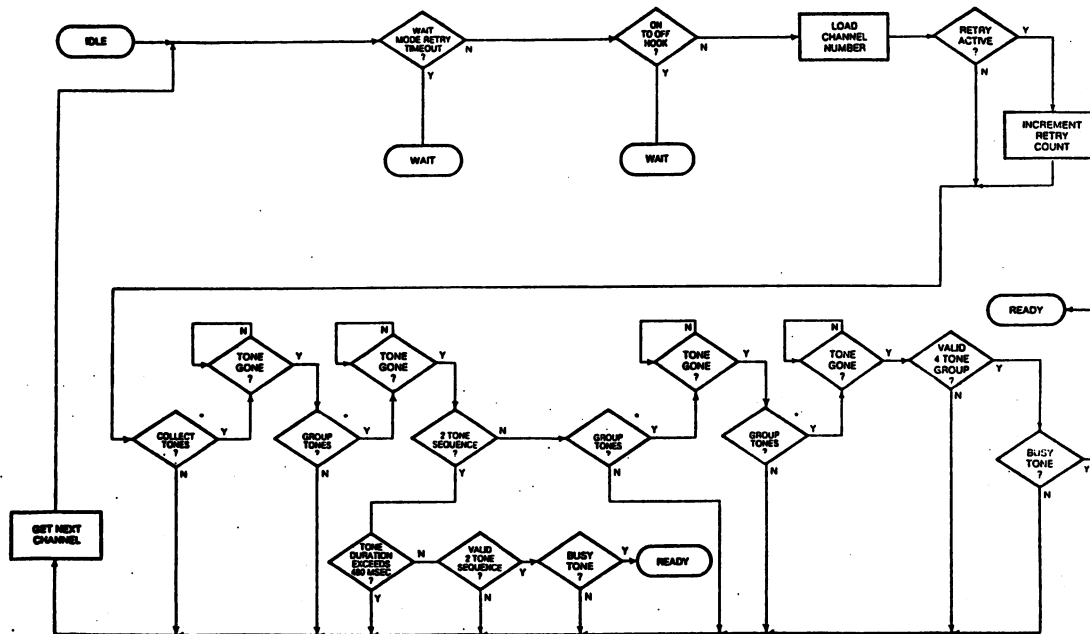 IDLE
WAIT
MODE RETRY
TIMEOUT
?
N
Y
WAIT
ON
TO OFF
HOOK
?
N
Y
WAIT
LOAD
CHANNEL
NUMBER
RETRY
ACTIVE
?
Y
N
INCREMENT
RETRY
COUNT
READY
N
TONE
GONE
?
Y
N
TONE
GONE
?
Y
N
TONE
GONE
?
Y
N
TONE
GONE
?
Y
VALID
4 TONE
GROUP
?
Y
N
COLLECT
TONES
?
Y
N
GROUP
TONES
?
Y
N
2 TONE
SEQUENCE
?
N
Y
GROUP
TONES
?
Y
N
GROUP
TONES
?
Y
N
BUSY
TONE
?
Y
N
GET NEXT
CHANNEL
TONE
DURATION
EXCEEDS
480 MSEC
?
N
Y
VALID
2 TONE
SEQUENCE
?
Y
N
BUSY
TONE
?
Y
N
READY